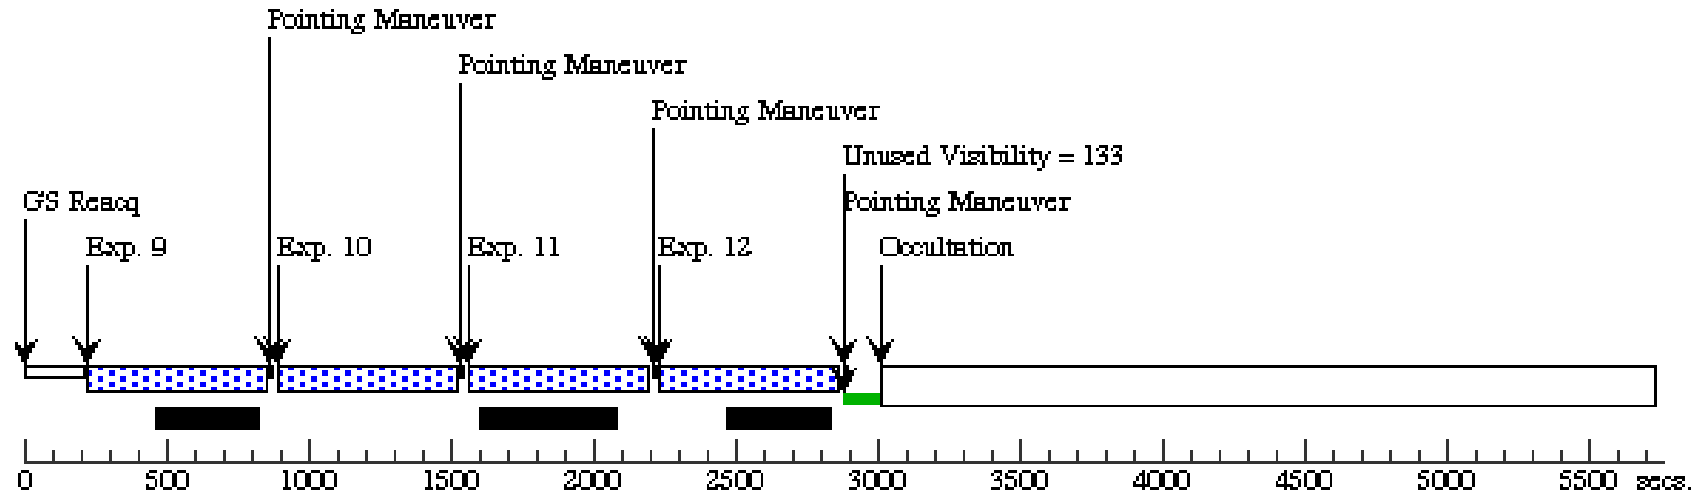 Pointing Maneuver
Pointing Maneuver
Pointing Maneuver
Unused Visibility = 133
GS Reacq
Pointing Maneuver
Exp. 9
Exp. 10
Exp. 11
Exp. 12
Occultation
0 500 1000 1500 2000 2500 3000 3500 4000 4500 5000 5500 secs.